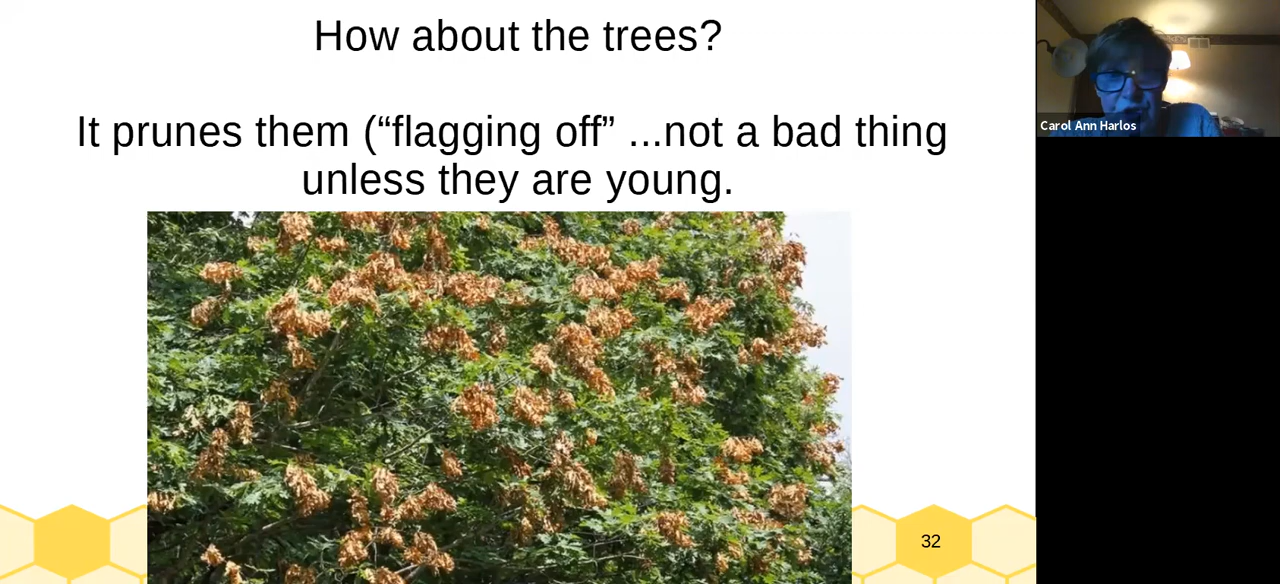 How about the trees?
It prunes them (“flagging off” ...not a bad thing
unless they are young.
Carol Ann Harlos
32